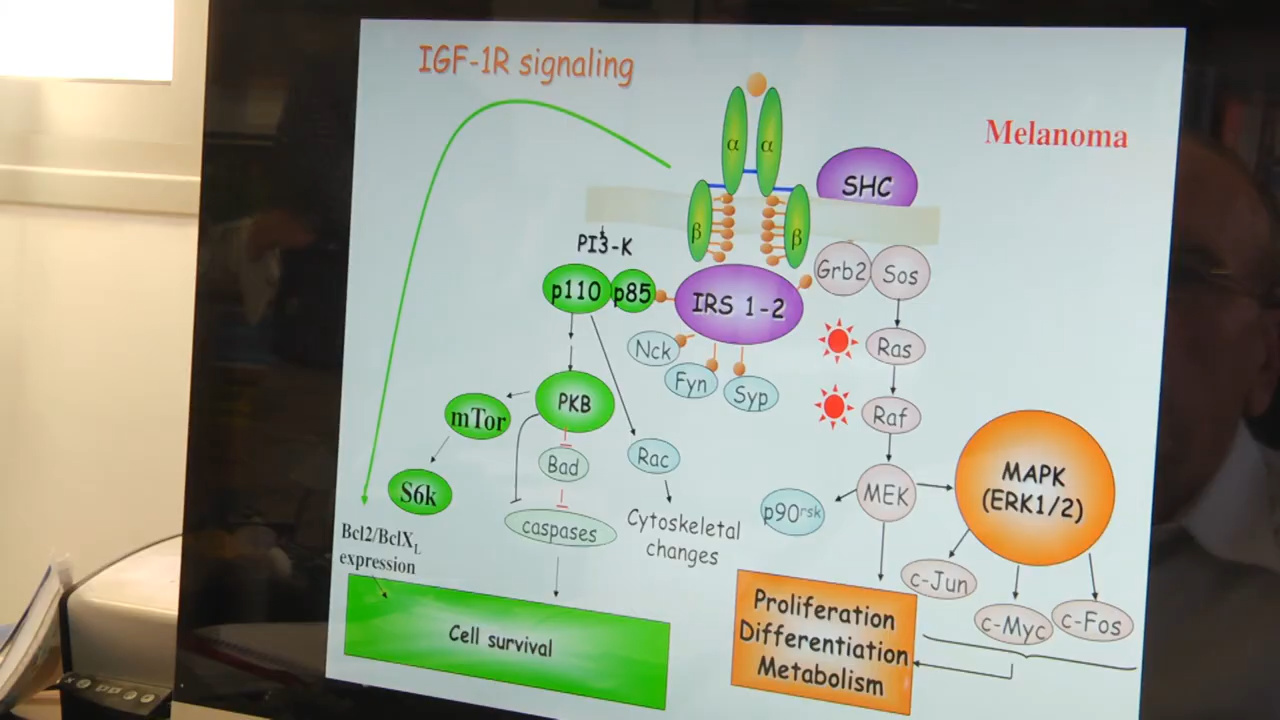 IGF-1R signaling
Melanoma
α
α
SHC
β
β
PI3-K
Grb2
Sos
p110
p85
IRS 1-2
Nck
Ras
Fyn
Syp
PKB
mTor
Raf
Bad
Rac
MAPK
(ERK1/2)
S6k
MEK
p90rsk
caspases
Cytoskeletal
changes
Bcl2/BclXL
expression
c-Jun
c-Myc
c-Fos
Cell survival
Proliferation
Differentiation
Metabolism